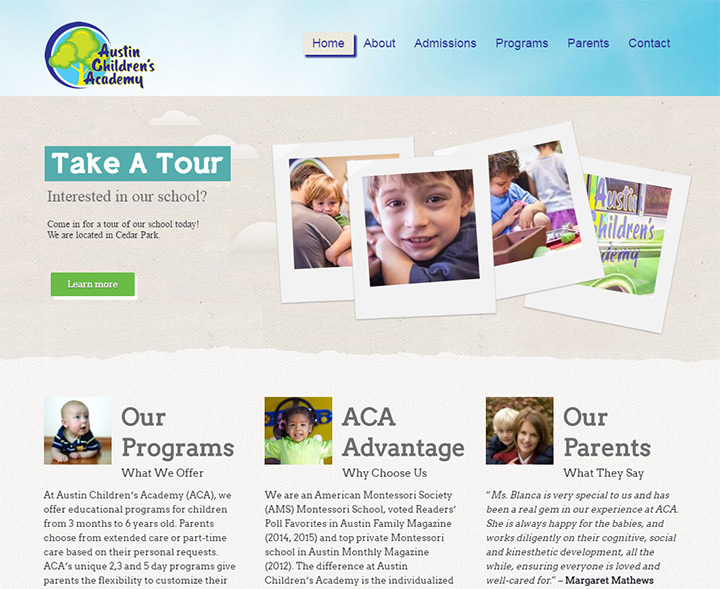 Austin
Children's
Academy
Home About Admissions Programs Parents Contact
Take A Tour
Interested in our school?
Come in for a tour of our school today!
We are located in Cedar Park.
Learn more
Austin
Children's
Academy
Our
Programs
What We Offer
At Austin Children's Academy (ACA), we
offer educational programs for children
from 3 months to 6 years old. Parents
choose from extended care or part-time
care based on their personal requests.
ACA's unique 2,3 and 5 day programs give
parents the flexibility to customize their
ACA
Advantage
Why Choose Us
We are an American Montessori Society
(AMS) Montessori School, voted Readers'
Poll Favorites in Austin Family Magazine
(2014, 2015) and top private Montessori
school in Austin Monthly Magazine
(2012). The difference at Austin
Children's Academy is the individualized
Our
Parents
What They Say
"Ms. Blanca is very special to us and has
been a real gem in our experience at ACA.
She is always happy for the babies, and
works diligently on their cognitive, social
and kinesthetic development, all the
while, ensuring everyone is loved and
well-cared for." – Margaret Mathews